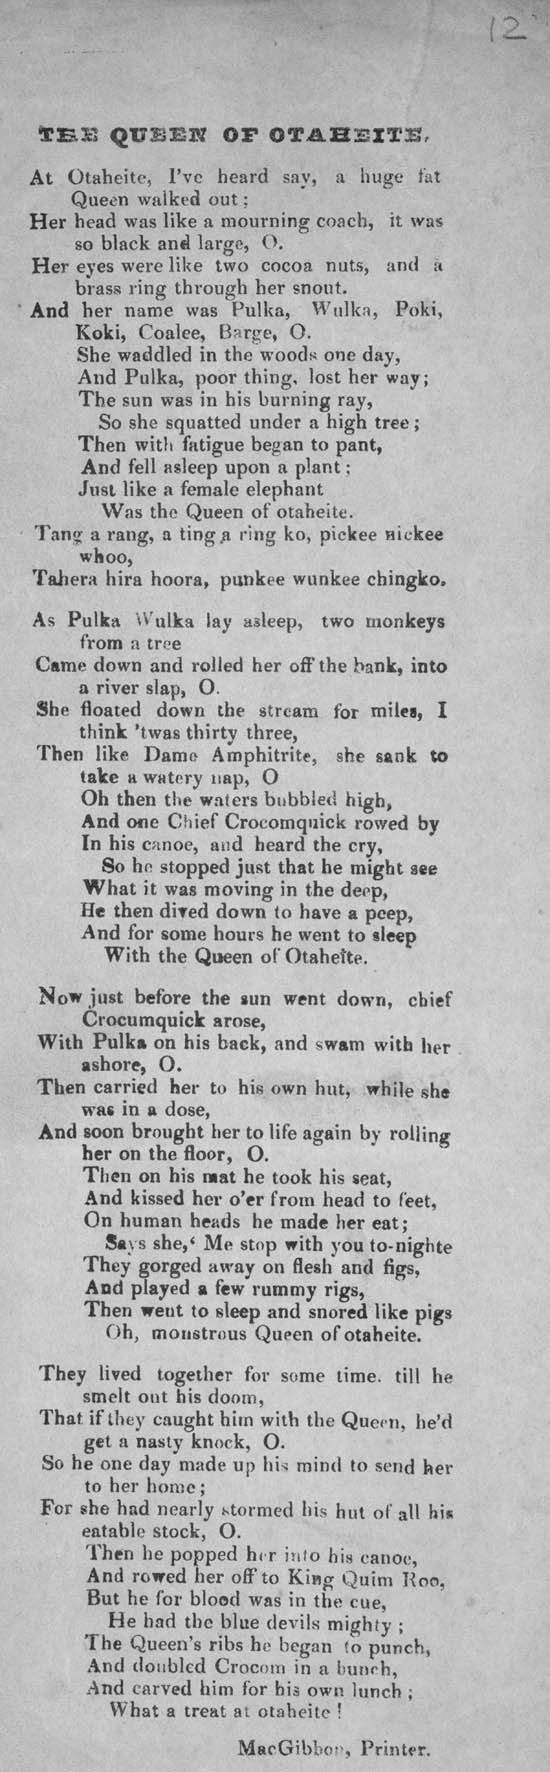 12
THE QUEEN OF OTAHEITE.
At Otaheite, I've heard say, a huge fat
Queen walked out;
Her head was like a mourning coach, it was
so black and large, O.
Her eyes were like two cocoa nuts, and a
brass ring through her snout.
And her name was Pulka, Wulka, Poki,
Koki, Coalee, Barge, O.
She waddled in the woods one day,
And Pulka, poor thing, lost her way;
The sun was in his burning ray,
So she squatted under a high tree;
Then with fatigue began to pant,
And fell asleep upon a plant;
Just like a female elephant
Was the Queen of otaheite.
Tang a rang, a ting a ring ko, pickee nickee
whoo,
Tahera hira hoora, punkee wunkee chingko.
As Pulka Wulka lay asleep, two monkeys
from a tree
Came down and rolled her off the bank, into
a river slap, O.
She floated down the stream for miles, I
think 'twas thirty three,
Then like Dame Amphitrite, she sank to
take a watery nap, O
Oh then the waters bubbled high,
And one Chief Crocomquick rowed by
In his canoe, and heard the cry,
So he stopped just that he might see
What it was moving in the deep,
He then dived down to have a peep,
And for some hours he went to sleep
With the Queen of Otaheite.
Now just before the sun went down, chief
Crocumquick arose,
With Pulka on his back, and swam with her
ashore, O.
Then carried her to his own hut, while she
was in a dose,
And soon brought her to life again by rolling
her on the floor, O.
Then on his mat he took his seat,
And kissed her o'er from head to feet,
On human heads he made her eat;
Says she,‘ Me stop with you to-nighte
They gorged away on flesh and figs,
And played a few rummy rigs,
Then went to sleep and snored like pigs
Oh, monstrous Queen of otaheite.
They lived together for some time. till he
smelt out his doom,
That if they caught him with the Queen, he'd
get a nasty knock, O.
So he one day made up his mind to send her
to her home;
For she had nearly stormed his hut of all his
eatable stock, O.
Then he popped her into his canoe,
And rowed her off to King Quim Roo,
But he for blood was in the cue,
He had the blue devils mighty;
The Queen's ribs he began to punch,
And doubled Crocom in a bunch,
And carved him for his own lunch;
What a treat at otaheite!
MacGibbon, Printer.